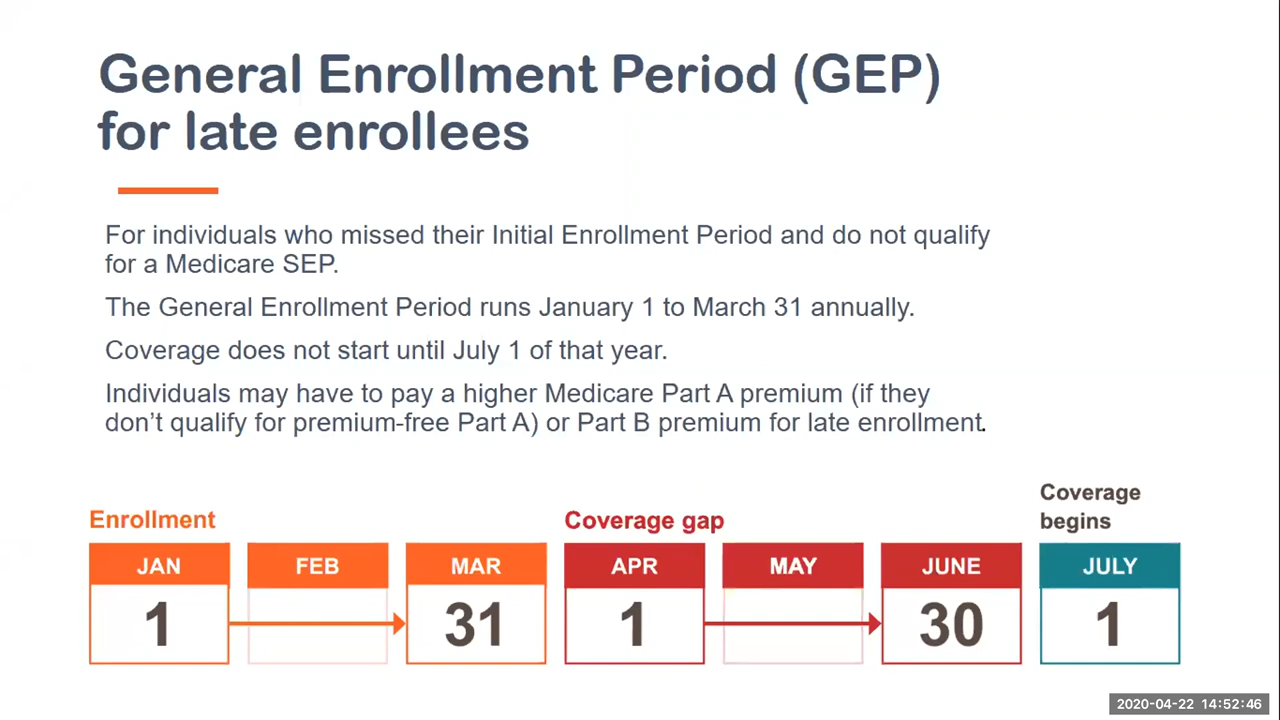 General Enrollment Period (GEP)
for late enrollees
For individuals who missed their Initial Enrollment Period and do not qualify
for a Medicare SEP.
The General Enrollment Period runs January 1 to March 31 annually.
Coverage does not start until July 1 of that year.
Individuals may have to pay a higher Medicare Part A premium (if they
don’t qualify for premium-free Part A) or Part B premium for late enrollment.
Enrollment
Coverage gap
Coverage
begins
JAN FEB MAR APR MAY JUNE JULY
1 31 1 30 1
2020-04-22 14:52:46